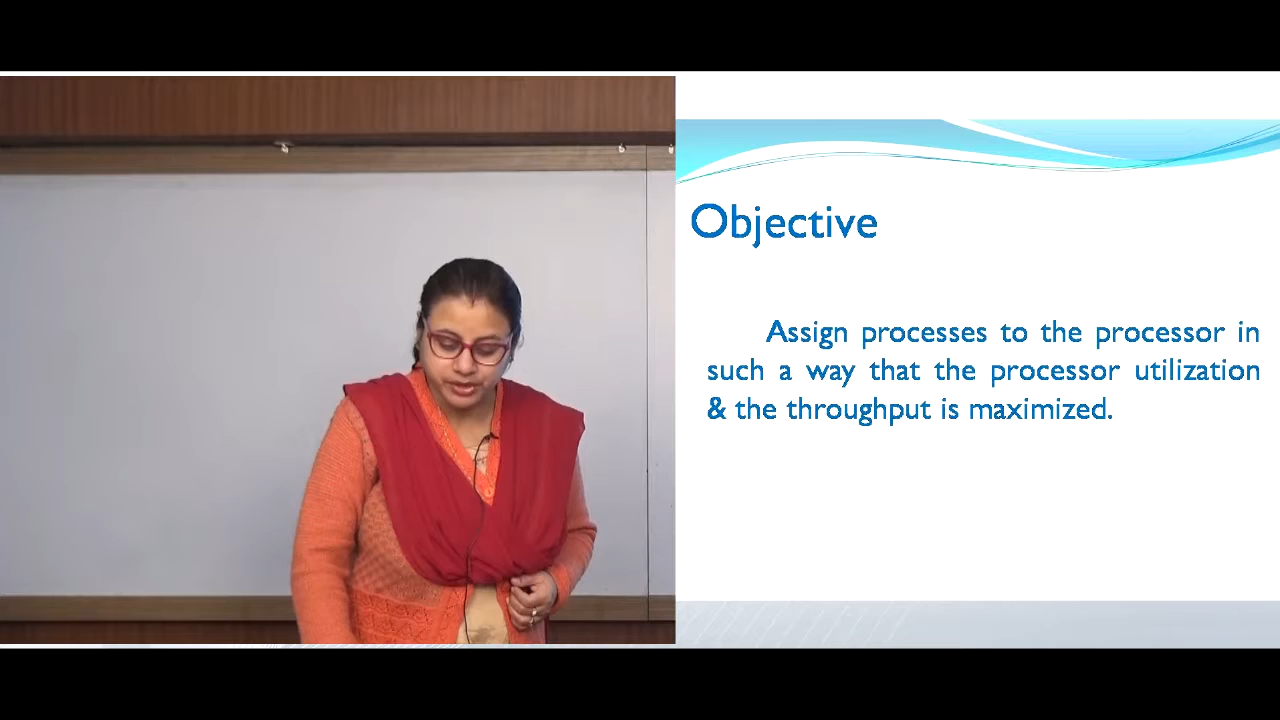 Objective
Assign processes to the processor in
such a way that the processor utilization
& the throughput is maximized.